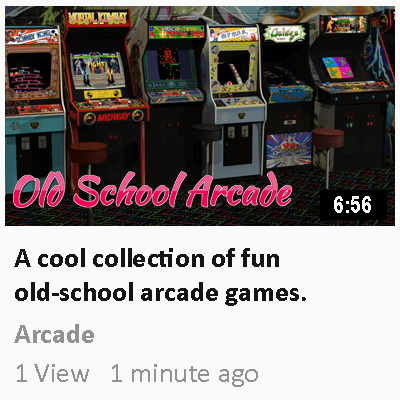 DONKEY KONG
MORTAL KOMBAT
MIDWAY
Galaga
Old School Arcade
6:56
A cool collection of fun
old-school arcade games.
Arcade
1 View 1 minute ago